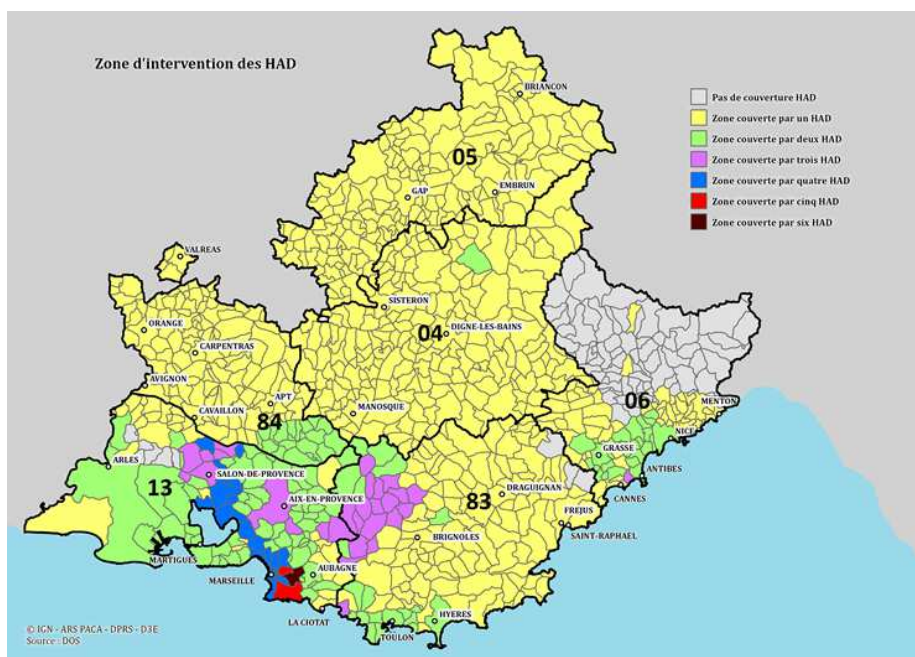 Zone d'intervention des HAD
Pas de couverture HAD
Zone couverte par un HAD
Zone couverte par deux HAD
Zone couverte par trois HAD
Zone couverte par quatre HAD
Zone couverte par cinq HAD
Zone couverte par six HAD
BRIANCON
05
EMBRUN
GAP
VALREAS
SISTERON
ORANGE
04
DIGNE-LES-BAINS
CARPENTRAS
AVIGNON
APT
06
MENTON
CAVAILLON
84
MANOSQUE
NICE
GRASSE
ARLES
ANTIBES
SALON-DE-PROVENCE
13
CANNES
AIX-EN-PROVENCE
83
DRAGUIGNAN
FREJUS
SAINT-RAPHAEL
BRIGNOLES
MARTIGUES
MARSEILLE
AUBAGNE
LA CIOTAT
HYERES
TOULON
© IGN - ARS PACA - DPRS - D3E
Source : DOS